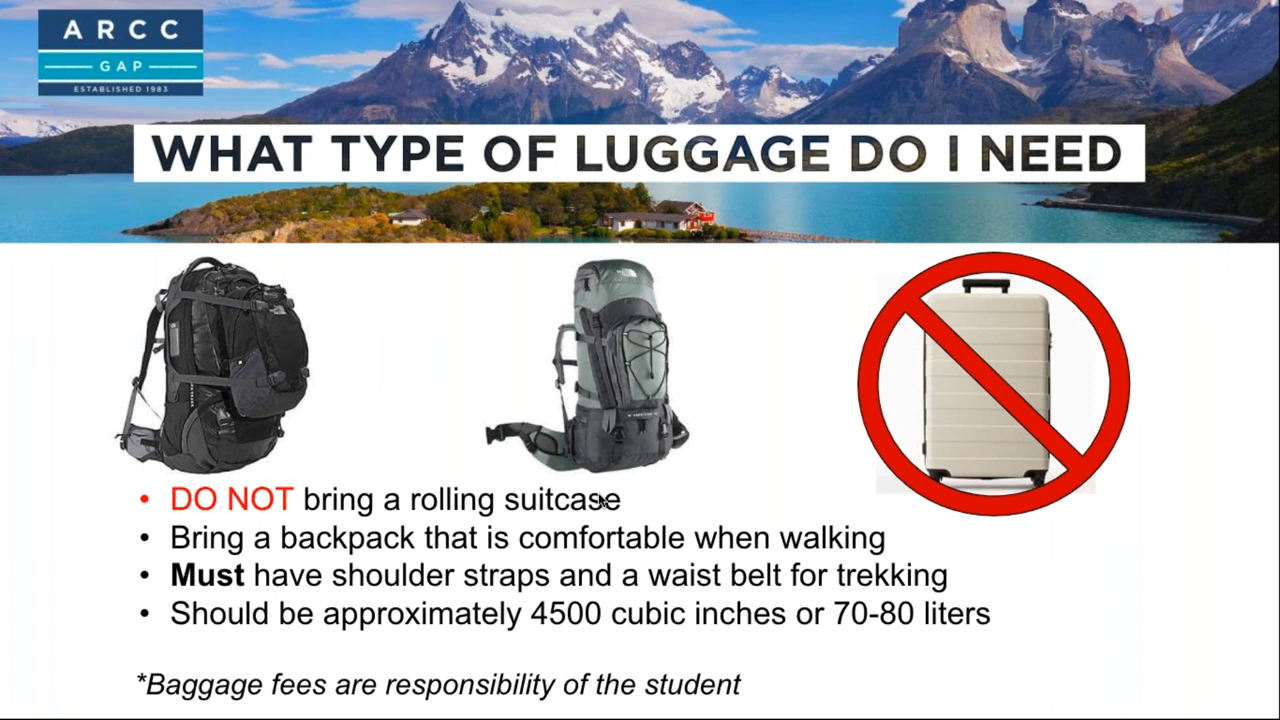 ARCC
GAP
ESTABLISHED 1983
WHAT TYPE OF LUGGAGE DO I NEED
• DO NOT bring a rolling suitcase
• Bring a backpack that is comfortable when walking
• Must have shoulder straps and a waist belt for trekking
• Should be approximately 4500 cubic inches or 70-80 liters
*Baggage fees are responsibility of the student